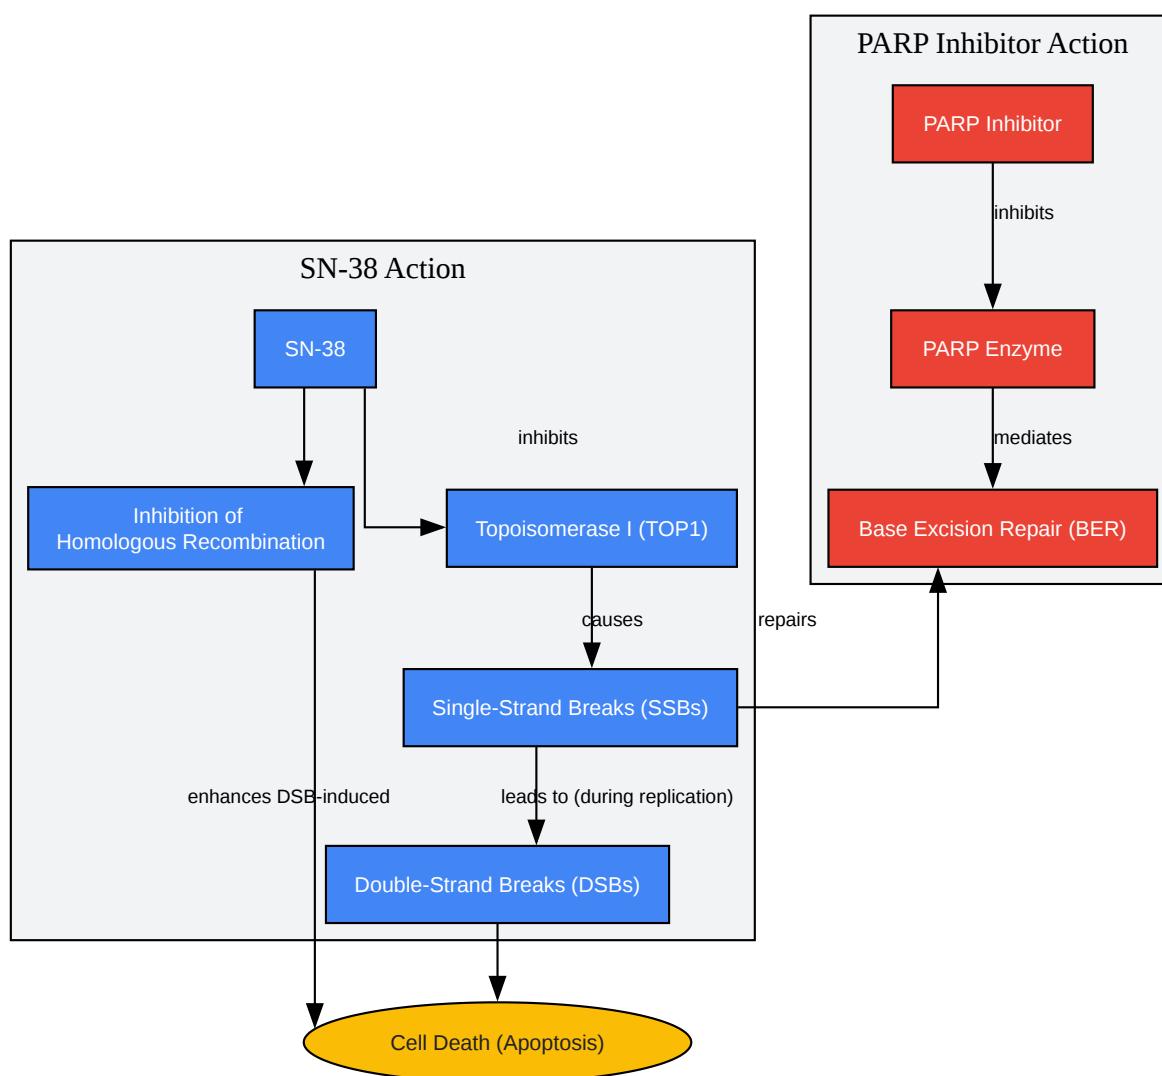 PARP Inhibitor Action
PARP Inhibitor
inhibits
SN-38 Action
SN-38
PARP Enzyme
inhibits
mediates
Inhibition of
Homologous Recombination
Topoisomerase I (TOP1)
Base Excision Repair (BER)
causes
repairs
Single-Strand Breaks (SSBs)
enhances DSB-induced
leads to (during replication)
Double-Strand Breaks (DSBs)
Cell Death (Apoptosis)